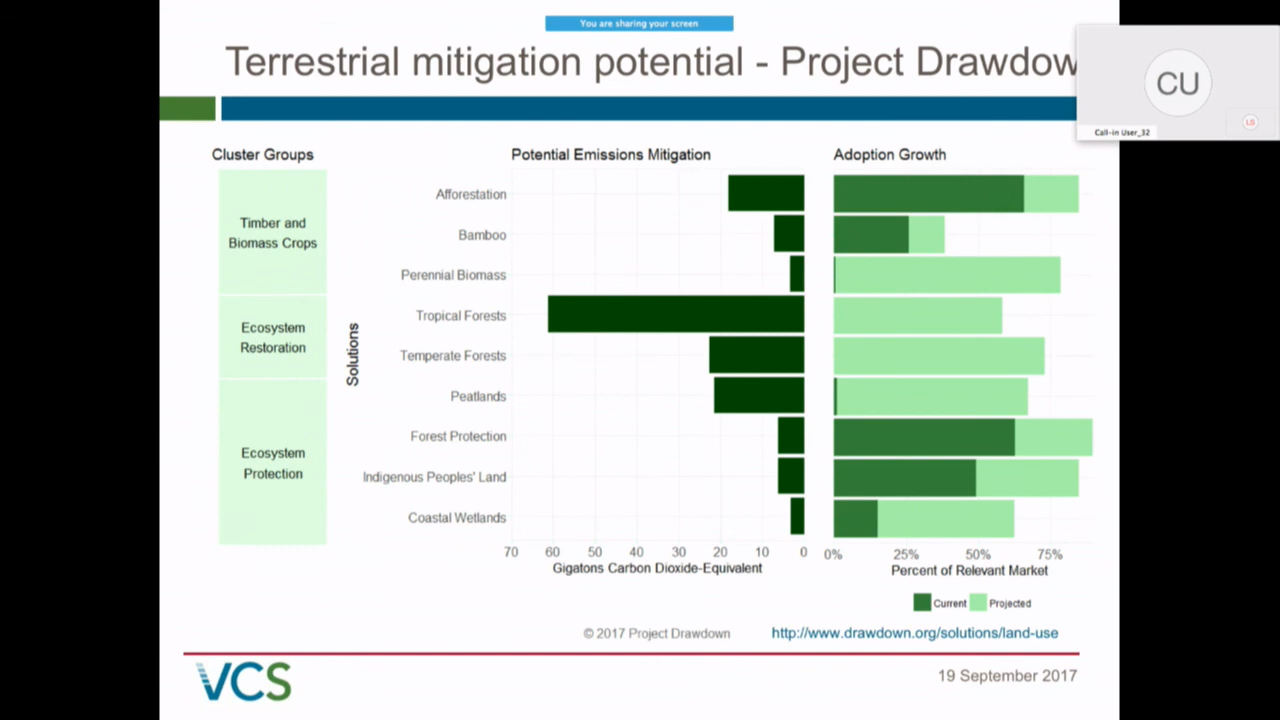 You are sharing your screen
Terrestrial mitigation potential - Project Drawdow
CU
Call-in User_32
LS
Cluster Groups
Potential Emissions Mitigation
Adoption Growth
Timber and
Biomass Crops
Ecosystem
Restoration
Ecosystem
Protection
Solutions
Afforestation
Bamboo
Perennial Biomass
Tropical Forests
Temperate Forests
Peatlands
Forest Protection
Indigenous Peoples' Land
Coastal Wetlands
70 60 50 40 30 20 10 0
Gigatons Carbon Dioxide-Equivalent
0% 25% 50% 75%
Percent of Relevant Market
Current Projected
© 2017 Project Drawdown
http://www.drawdown.org/solutions/land-use
VCS
19 September 2017